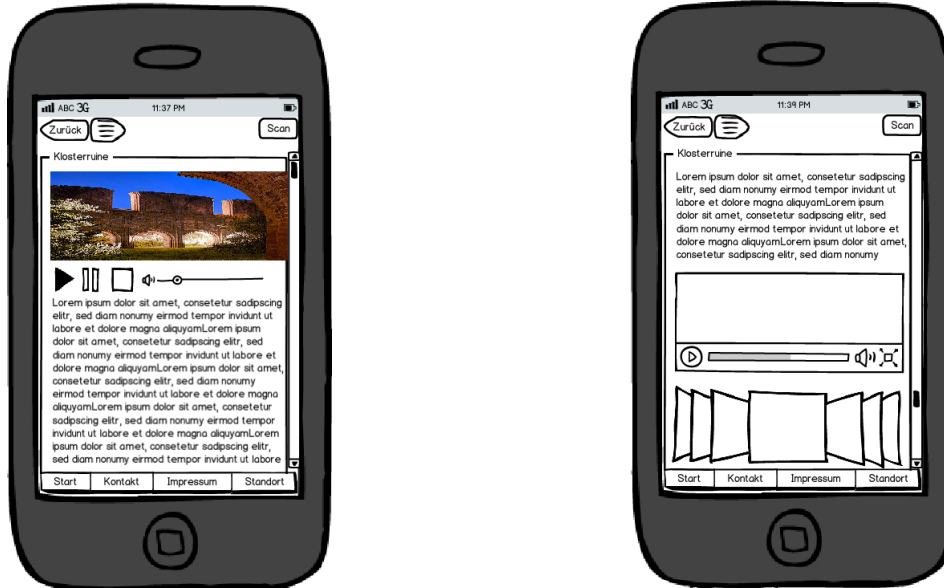 ABC 3G 11:37 PM
Zurück Scan
Klosterruine
Lorem ipsum dolor sit amet, consetetur sadipscing
elitr, sed diam nonumy eirmod tempor invidunt ut
labore et dolore magna aliquyamLorem ipsum
dolor sit amet, consetetur sadipscing elitr, sed
diam nonumy eirmod tempor invidunt ut labore et
dolore magna aliquyamLorem ipsum dolor sit amet,
consetetur sadipscing elitr, sed diam nonumy
eirmod tempor invidunt ut labore et dolore magna
aliquyamLorem ipsum dolor sit amet, consetetur
sadipscing elitr, sed diam nonumy eirmod tempor
invidunt ut labore et dolore magna aliquyamLorem
ipsum dolor sit amet, consetetur sadipscing elitr,
sed diam nonumy eirmod tempor invidunt ut labore
Start Kontakt Impressum Standort
ABC 3G 11:39 PM
Zurück Scan
Klosterruine
Lorem ipsum dolor sit amet, consetetur sadipscing
elitr, sed diam nonumy eirmod tempor invidunt ut
labore et dolore magna aliquyamLorem ipsum
dolor sit amet, consetetur sadipscing elitr, sed
diam nonumy eirmod tempor invidunt ut labore et
dolore magna aliquyamLorem ipsum dolor sit amet,
consetetur sadipscing elitr, sed diam nonumy
Start Kontakt Impressum Standort